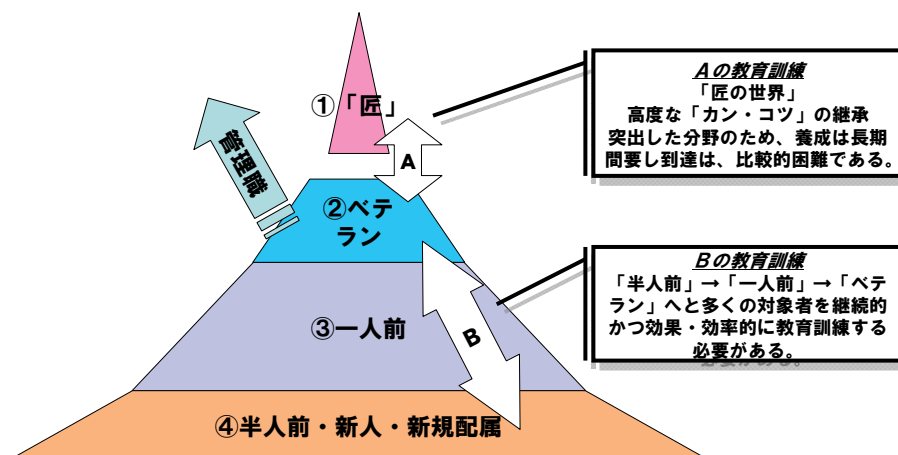 ①「匠」
管理職
A
②ベテ
ラン
③一人前
B
④半人前・新人・新規配属
Aの教育訓練
「匠の世界」
高度な「カン・コツ」の継承
突出した分野のため、養成は長期
間要し到達は、比較的困難である。
Bの教育訓練
「半人前」→「一人前」→「ベテ
ラン」へと多くの対象者を継続的
かつ効果・効率的に教育訓練する
必要がある。